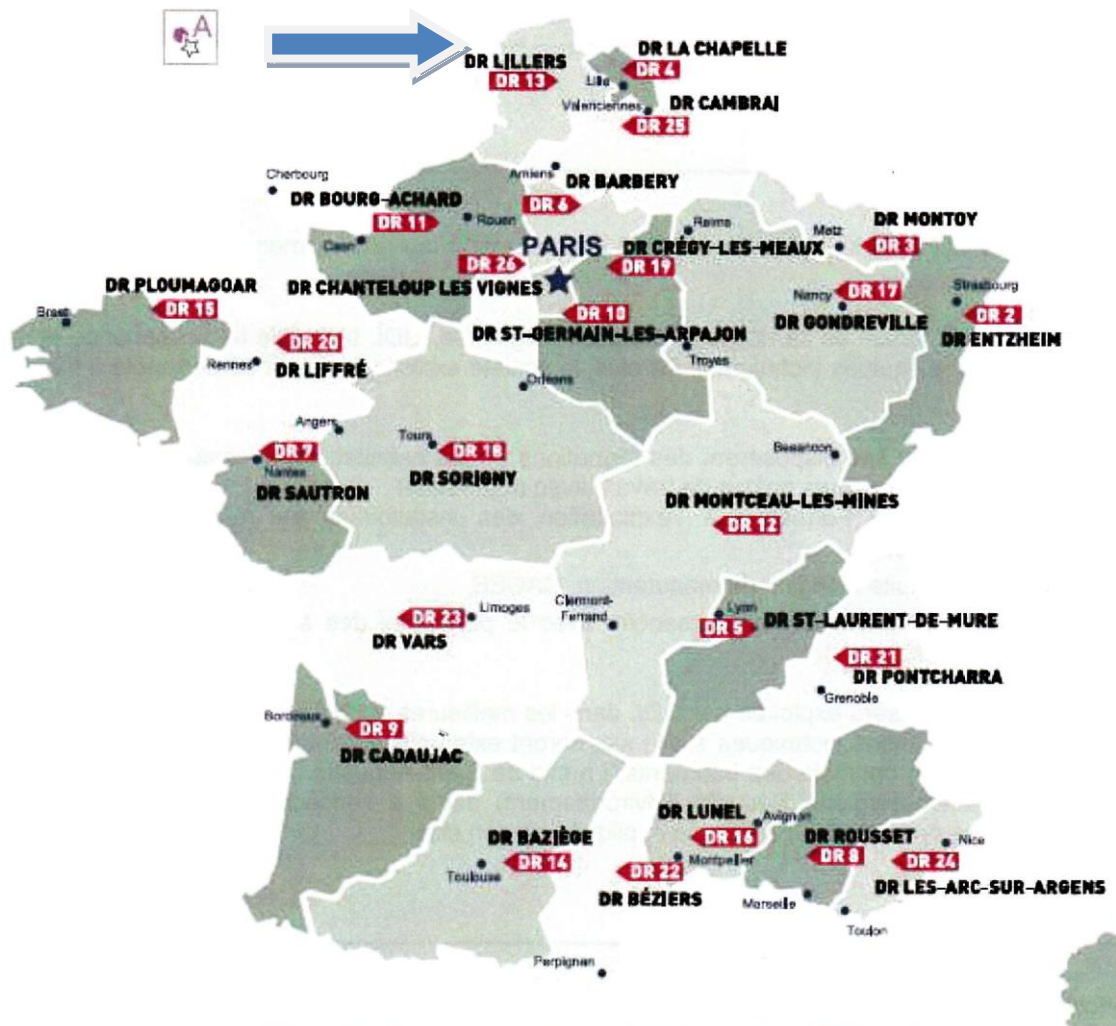 A
DR LA CHAPELLE
DR 4
DR LILLERS
DR 13
Lille
Valenciennes
DR CAMBRAI
DR 25
Amiens
DR BARBERY
DR 6
Cherbourg
DR BOURG-ACHARD
DR 11
Rouen
Caen
PARIS
DR 26
DR CHANTELOUP LES VIGNES
Reims
DR CRÉGY-LES-MEAUX
DR 19
Metz
DR MONTOY
DR 3
DR PLOUMAGOAR
DR 15
Brest
DR 10
DR ST-GERMAIN-LES-ARPAJON
Nancy
DR 17
DR GONDREVILLE
Strasbourg
DR 2
DR ENTZHEIM
DR 20
Rennes
DR LIFFRÉ
Troyes
Orléans
Angers
Tours
DR 18
DR SORIGNY
DR 7
Nantes
DR SAUTRON
Besancon
DR MONTCEAU-LES-MINES
DR 12
DR 23
Limoges
DR VARS
Clermont-
Ferrand
Lyon
DR 5
DR ST-LAURENT-DE-MURE
DR 21
DR PONTCHARRA
Grenoble
Bordeaux
DR 9
DR CADAUJAC
DR LUNEL
Avignon
DR 16
Montpellier
DR ROUSSET
DR 8
Nice
DR 24
DR LES-ARC-SUR-ARGENS
DR BAZIÈGE
DR 14
Toulouse
DR 22
DR BÉZIERS
Marseille
Toulon
Perpignan